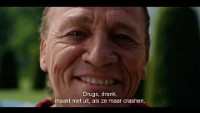 Drugs, drank,
maakt niet uit, als ze maar crashen.